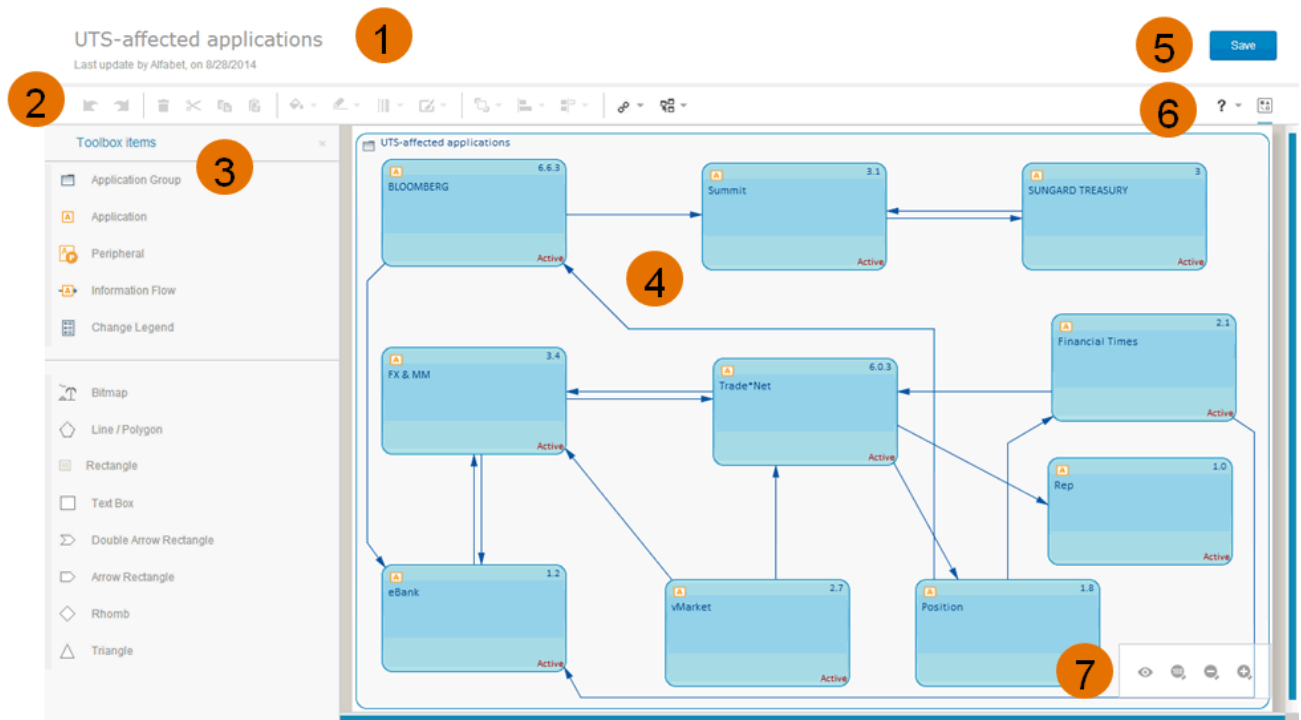 1
UTS-affected applications
5
Save
Last update by Alfabet, on 8/28/2014
2
6
?
Toolbox items
×
3
Application Group
Application
Peripheral
Information Flow
Change Legend
Bitmap
Line / Polygon
Rectangle
Text Box
Double Arrow Rectangle
Arrow Rectangle
Rhomb
Triangle
UTS-affected applications
A
6.6.3
BLOOMBERG
Active
A
3.1
Summit
Active
A
3
SUNGARD TREASURY
Active
4
A
2.1
Financial Times
Active
A
3.4
FX & MM
Active
A
6.0.3
Trade*Net
Active
A
1.0
Rep
Active
A
1.2
eBank
Active
A
2.7
vMarket
Active
A
1.8
Position
7